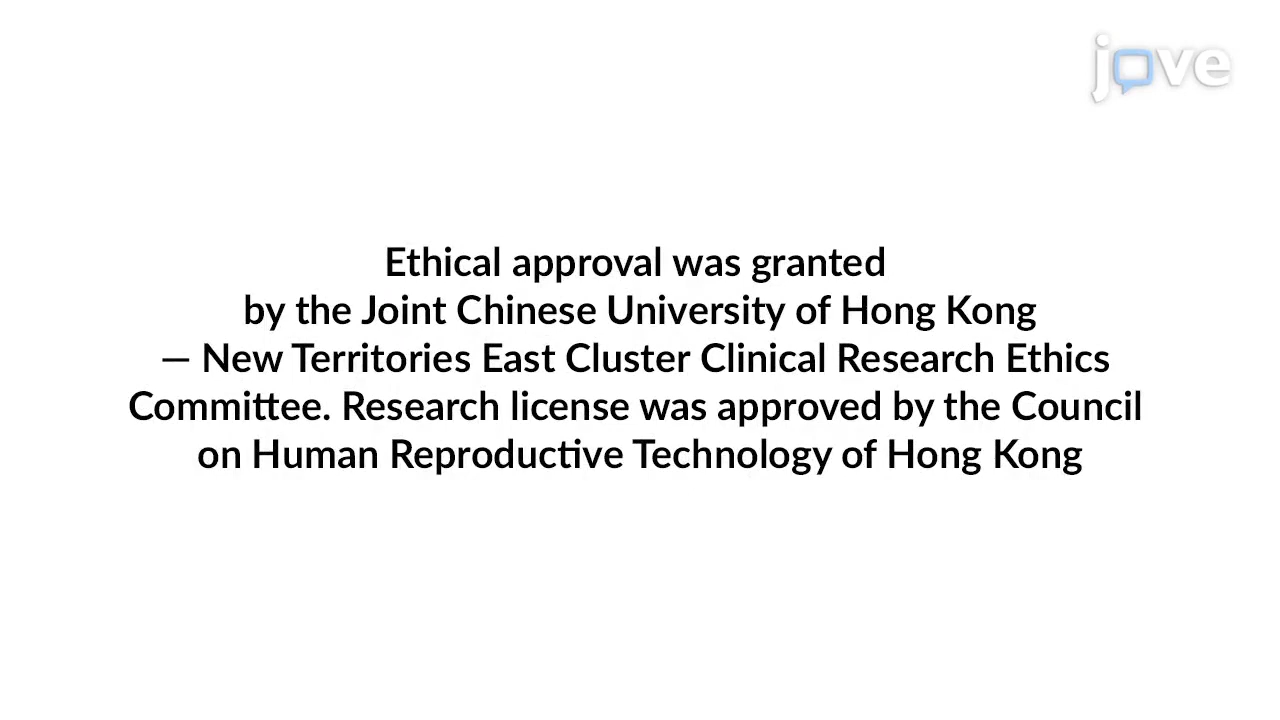 jove
Ethical approval was granted
by the Joint Chinese University of Hong Kong
— New Territories East Cluster Clinical Research Ethics
Committee. Research license was approved by the Council
on Human Reproductive Technology of Hong Kong